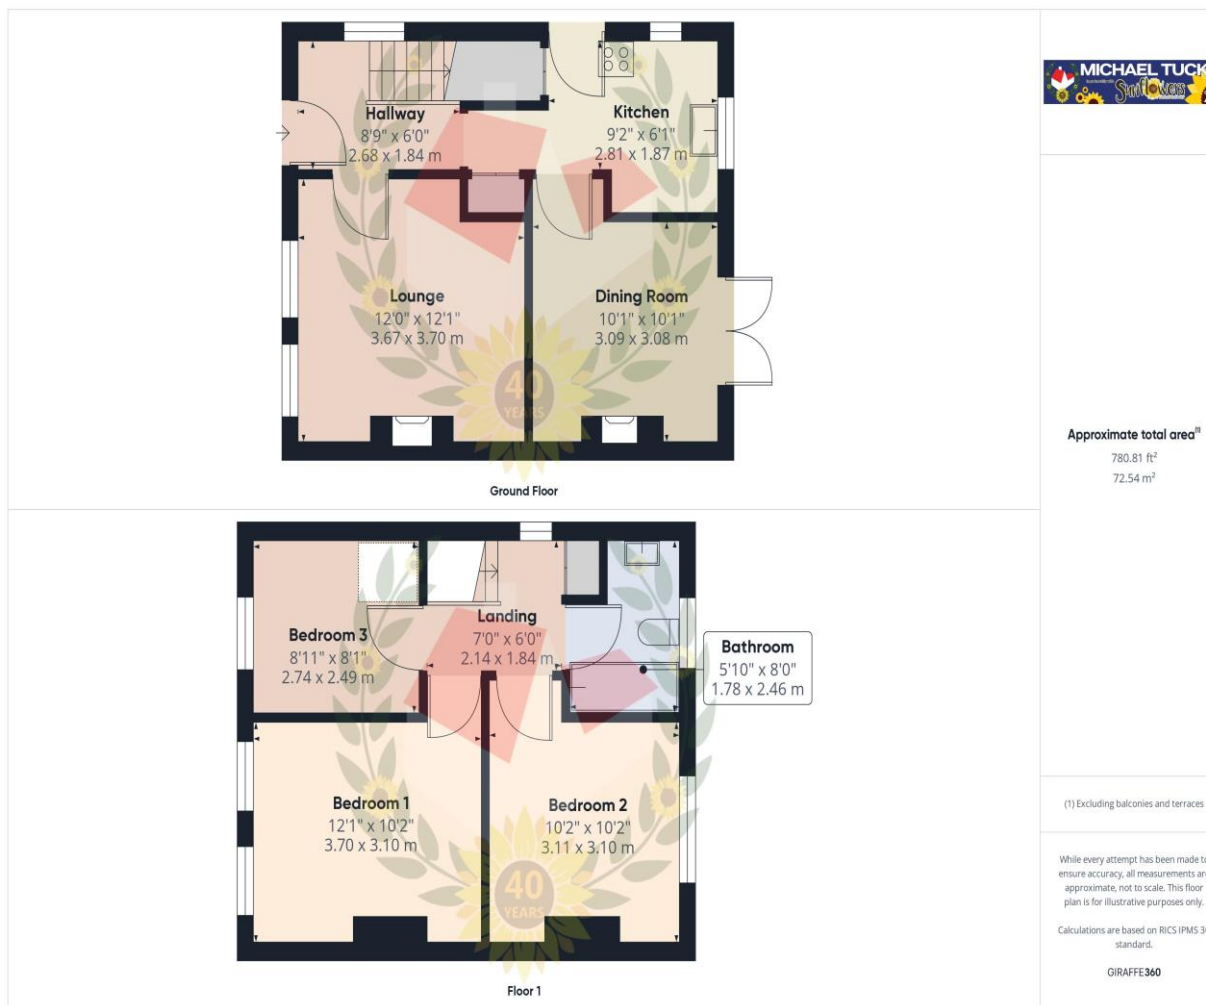 Hallway
8'9" x 6'0"
2.68 x 1.84 m
Kitchen
9'2" x 6'1"
2.81 x 1.87 m
Lounge
12'0" x 12'1"
3.67 x 3.70 m
Dining Room
10'1" x 10'1"
3.09 x 3.08 m
40
YEARS
Ground Floor
Bedroom 3
8'11" x 8'1"
2.74 x 2.49 m
Landing
7'0" x 6'0"
2.14 x 1.84 m
Bathroom
5'10" x 8'0"
1.78 x 2.46 m
Bedroom 1
12'1" x 10'2"
3.70 x 3.10 m
Bedroom 2
10'2" x 10'2"
3.11 x 3.10 m
40
YEARS
Floor 1
MICHAEL TUCK
Sunflowers
Approximate total area(1)
780.81 ft²
72.54 m²
(1) Excluding balconies and terraces
While every attempt has been made to
ensure accuracy, all measurements are
approximate, not to scale. This floor
plan is for illustrative purposes only.
Calculations are based on RICS IPMS 3
standard.
GIRAFFE360